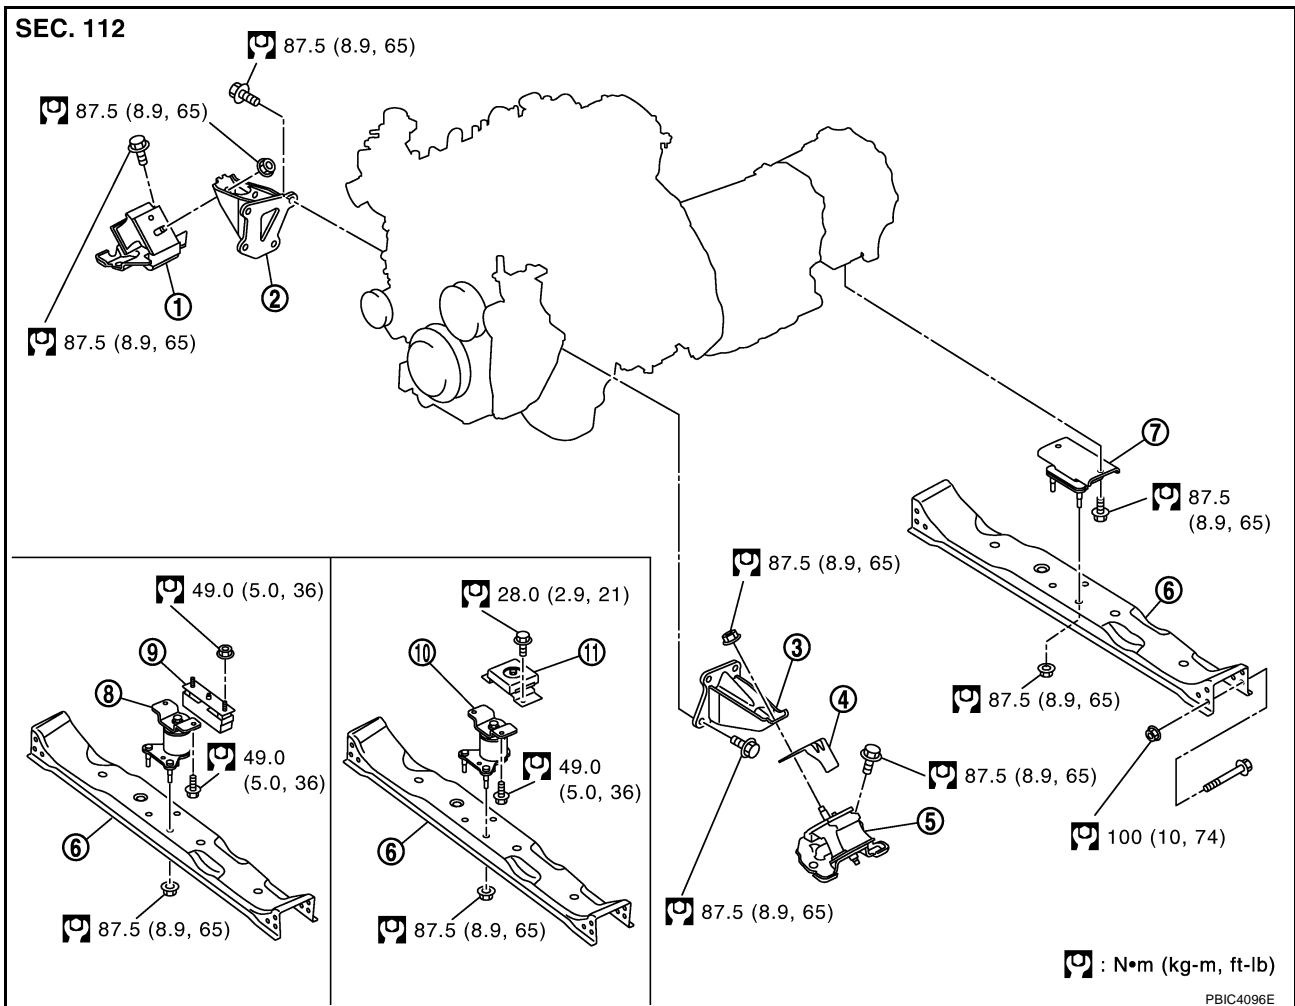 SEC. 112
87.5 (8.9, 65)
87.5 (8.9, 65)
1
2
87.5 (8.9, 65)
7
87.5
(8.9, 65)
6
87.5 (8.9, 65)
3
4
87.5 (8.9, 65)
87.5 (8.9, 65)
5
100 (10, 74)
87.5 (8.9, 65)
49.0 (5.0, 36)
9
8
49.0
(5.0, 36)
6
87.5 (8.9, 65)
28.0 (2.9, 21)
10
11
49.0
(5.0, 36)
6
87.5 (8.9, 65)
: N•m (kg-m, ft-lb)
PBIC4096E